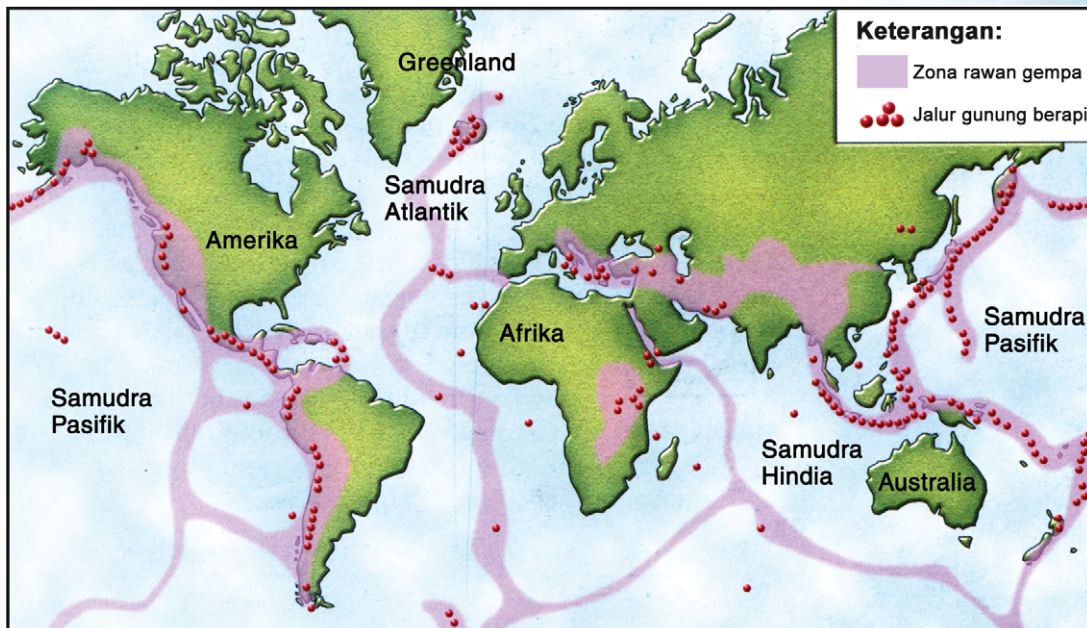 Keterangan:
Zona rawan gempa
Jalur gunung berapi
Greenland
Samudra
Atlantik
Amerika
Afrika
Samudra
Pasifik
Samudra
Pasifik
Samudra
Hindia
Australia